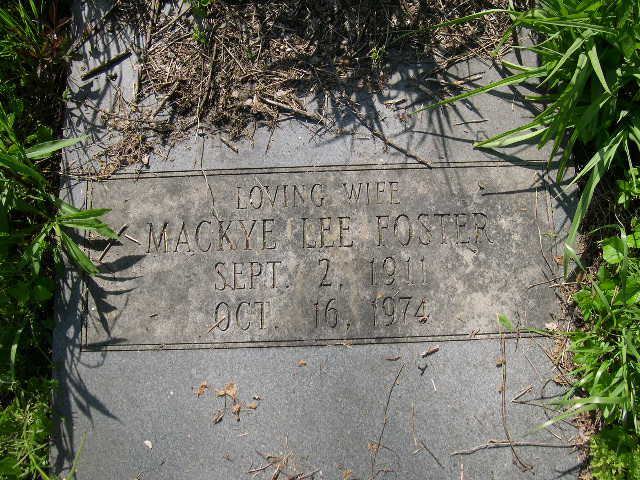 LOVING WIFE
MACKYE LEE FOSTER
SEPT. 2, 1911
OCT. 16, 1974